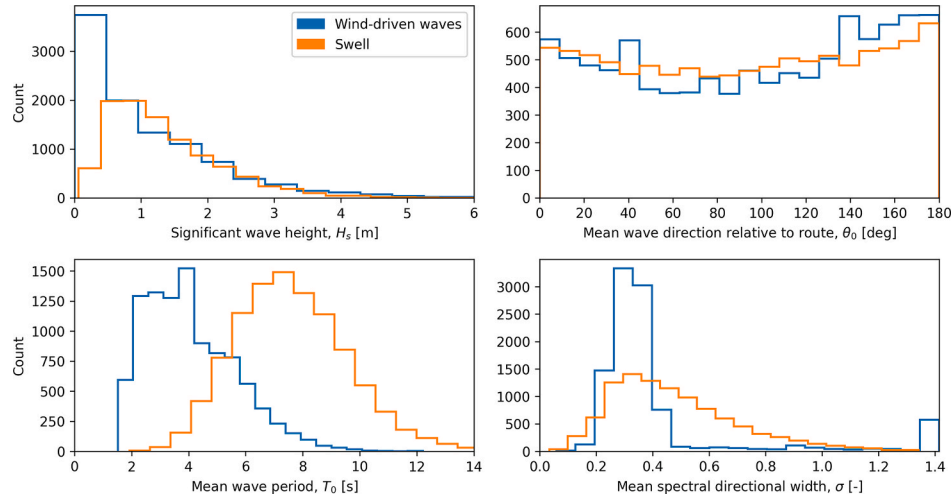 Wind-driven waves
Swell
Count
3000
2000
1000
0
0 1 2 3 4 5 6
Significant wave height, H_s [m]
600
500
400
300
200
100
0
0 20 40 60 80 100 120 140 160 180
Mean wave direction relative to route, θ_0 [deg]
Count
1500
1250
1000
750
500
250
0
0 2 4 6 8 10 12 14
Mean wave period, T_0 [s]
3000
2500
2000
1500
1000
500
0
0.0 0.2 0.4 0.6 0.8 1.0 1.2 1.4
Mean spectral directional width, σ [-]